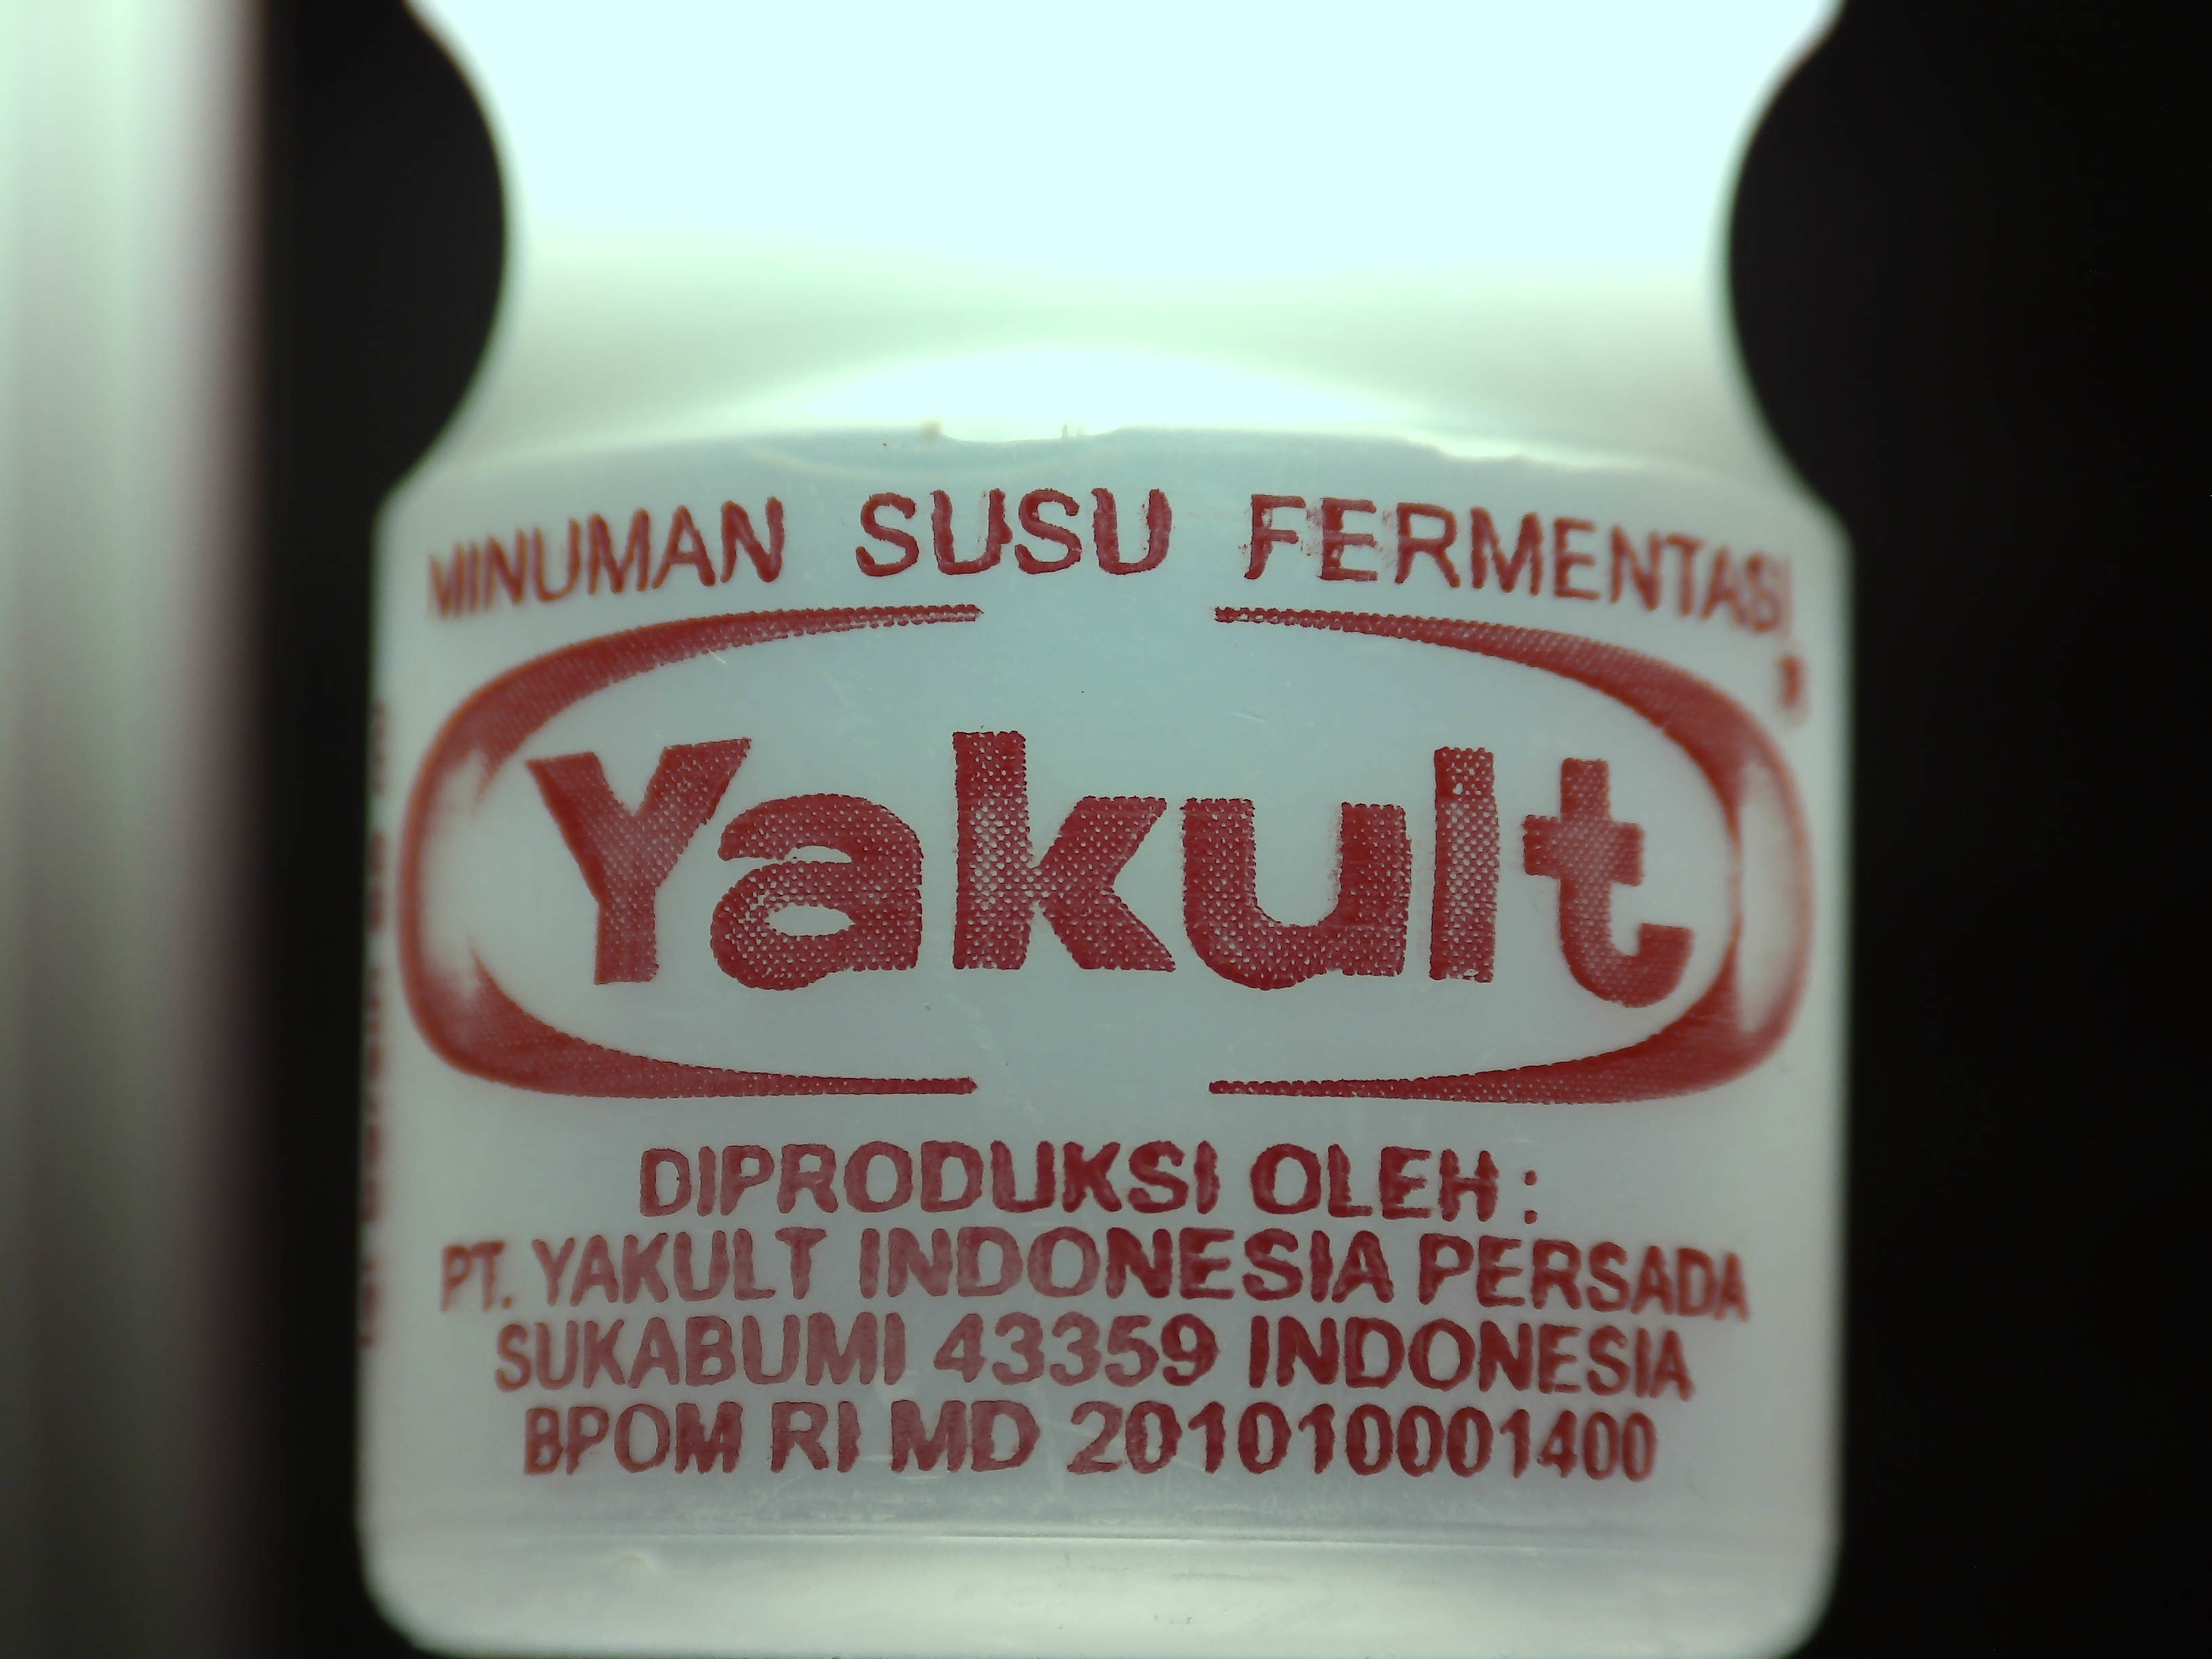 MINUMAN SUSU FERMENTASI
Yakult
DIPRODUKSI OLEH :
PT. YAKULT INDONESIA PERSADA
SUKABUMI 43359 INDONESIA
BPOM RI MD 201010001400